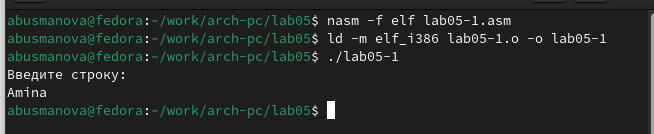 abusmanova@fedora:~/work/arch-pc/lab05$ nasm -f elf lab05-1.asm
abusmanova@fedora:~/work/arch-pc/lab05$ ld -m elf_i386 lab05-1.o -o lab05-1
abusmanova@fedora:~/work/arch-pc/lab05$ ./lab05-1
Введите строку:
Amina
abusmanova@fedora:~/work/arch-pc/lab05$